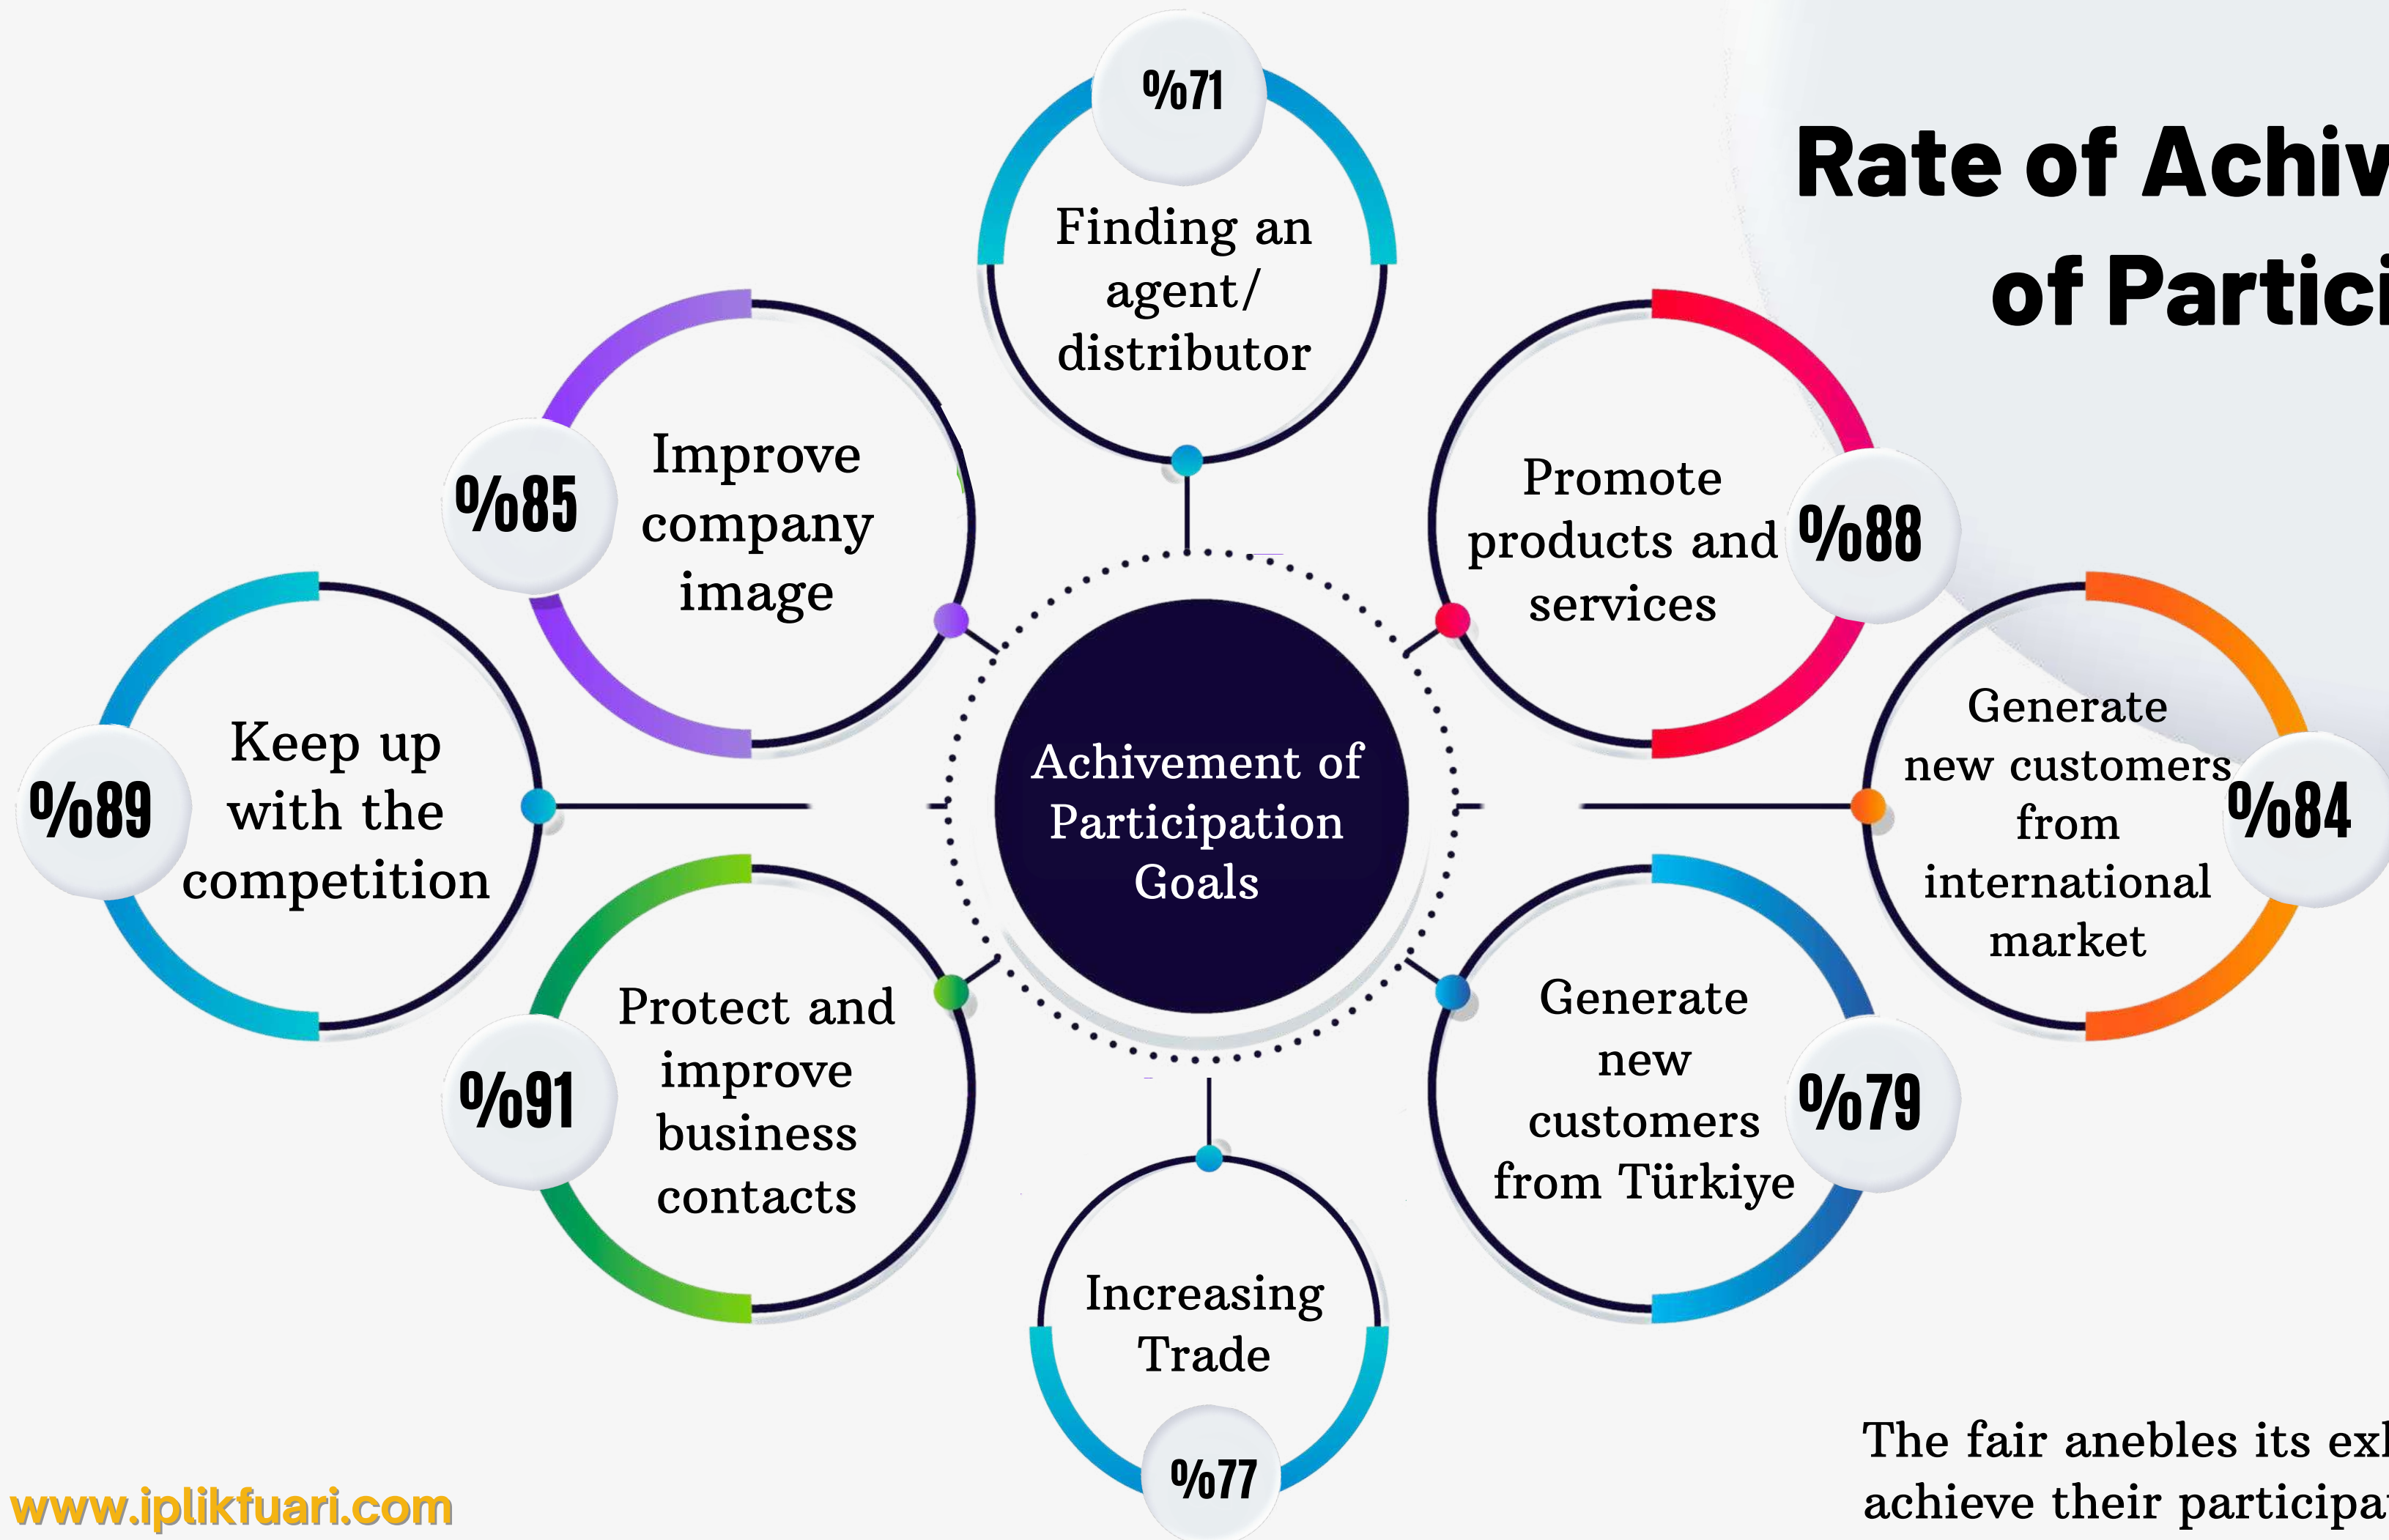 Rate of Achiv
of Partici
%71
Finding an
agent/
distributor
%85
Improve
company
image
Promote
products and
services
%88
%89
Keep up
with the
competition
Achivement of
Participation
Goals
Generate
new customers
from
international
market
%84
%91
Protect and
improve
business
contacts
Generate
new
customers
from Türkiye
%79
Increasing
Trade
%77
The fair anebles its
achieve their participa
www.iplikfuari.com